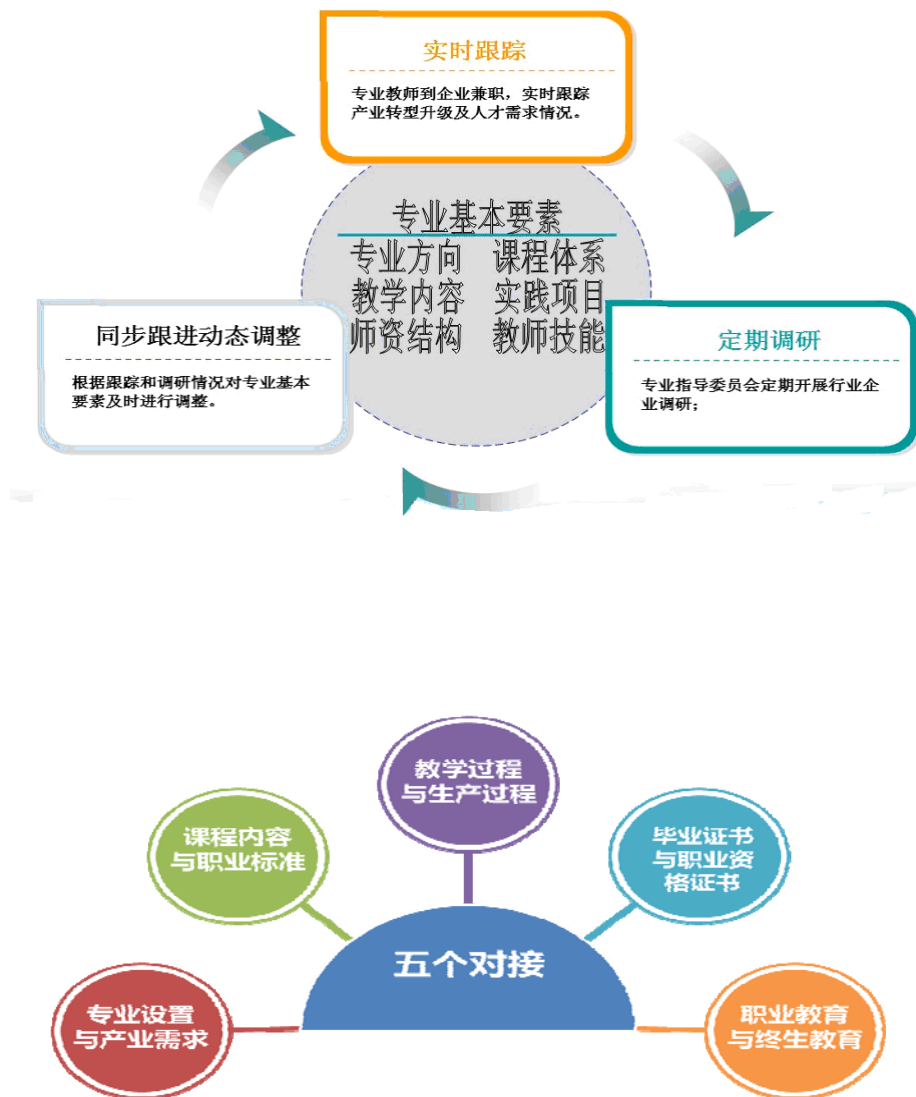 实时跟踪
专业教师到企业兼职，实时跟踪
产业转型升级及人才需求情况。
专业基本要素
专业方向 课程体系
教学内容 实践项目
师资结构 教师技能
同步跟进动态调整
根据跟踪和调研情况对专业基本
要素及时进行调整。
定期调研
专业指导委员会定期开展行业企
业调研；
教学过程
与生产过程
课程内容
与职业标准
毕业证书
与职业资
格证书
五个对接
专业设置
与产业需求
职业教育
与终生教育